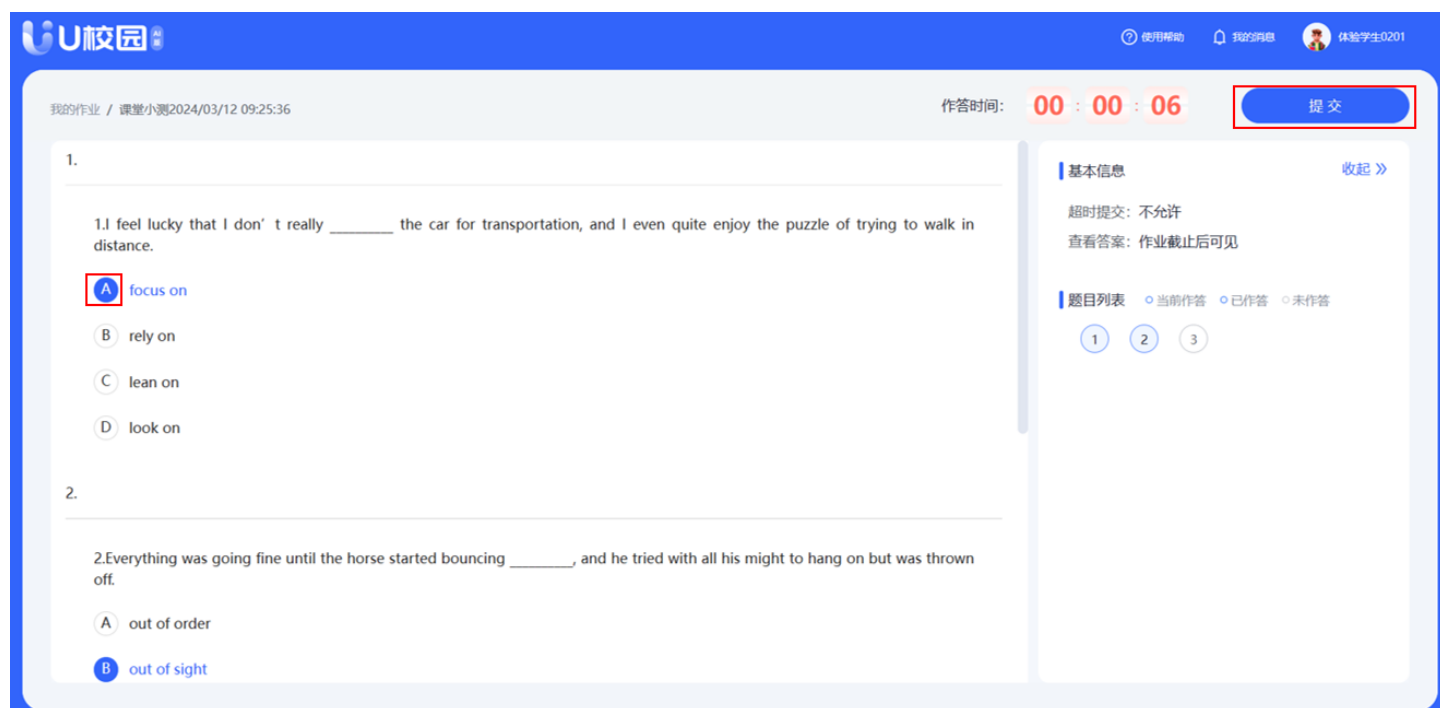 U校园 AI版
使用帮助 我的消息 体验学生0201
我的作业 / 课堂小测2024/03/12 09:25:36
作答时间: 00 : 00 : 06 提 交
1.
1.I feel lucky that I don’ t really ________ the car for transportation, and I even quite enjoy the puzzle of trying to walk in
distance.
A focus on
B rely on
C lean on
D look on
2.
2.Everything was going fine until the horse started bouncing ________, and he tried with all his might to hang on but was thrown
off.
A out of order
B out of sight
基本信息 收起
超时提交: 不允许
查看答案: 作业截止后可见
题目列表 当前作答 已作答 未作答
1 2 3